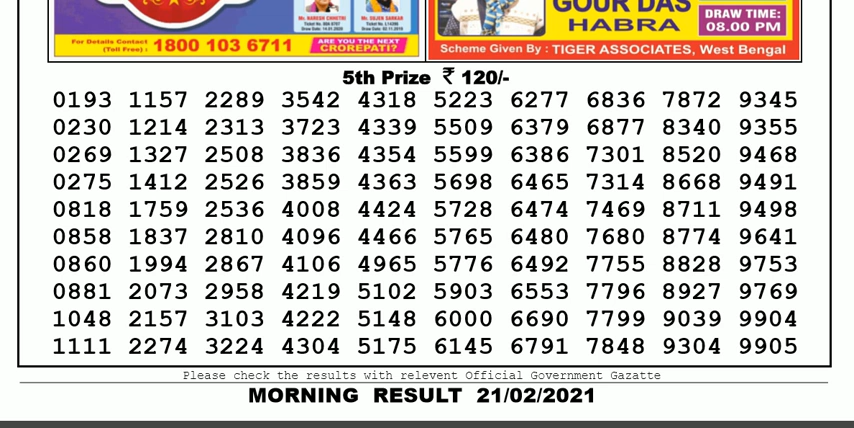 Mr. NARESH CHHETRI
Mr. SUJEN SARKAR
For Details Contact
(Toll Free) : 1800 103 6711
ARE YOU THE NEXT
CROREPATI?
GOUR DAS
HABRA
DRAW TIME:
08.00 PM
Scheme Given By : TIGER ASSOCIATES, West Bengal
5th Prize ₹ 120/-
0193 1157 2289 3542 4318 5223 6277 6836 7872 9345
0230 1214 2313 3723 4339 5509 6379 6877 8340 9355
0269 1327 2508 3836 4354 5599 6386 7301 8520 9468
0275 1412 2526 3859 4363 5698 6465 7314 8668 9491
0818 1759 2536 4008 4424 5728 6474 7469 8711 9498
0858 1837 2810 4096 4466 5765 6480 7680 8774 9641
0860 1994 2867 4106 4965 5776 6492 7755 8828 9753
0881 2073 2958 4219 5102 5903 6553 7796 8927 9769
1048 2157 3103 4222 5148 6000 6690 7799 9039 9904
1111 2274 3224 4304 5175 6145 6791 7848 9304 9905
Please check the results with relevent Official Government Gazatte
MORNING RESULT 21/02/2021